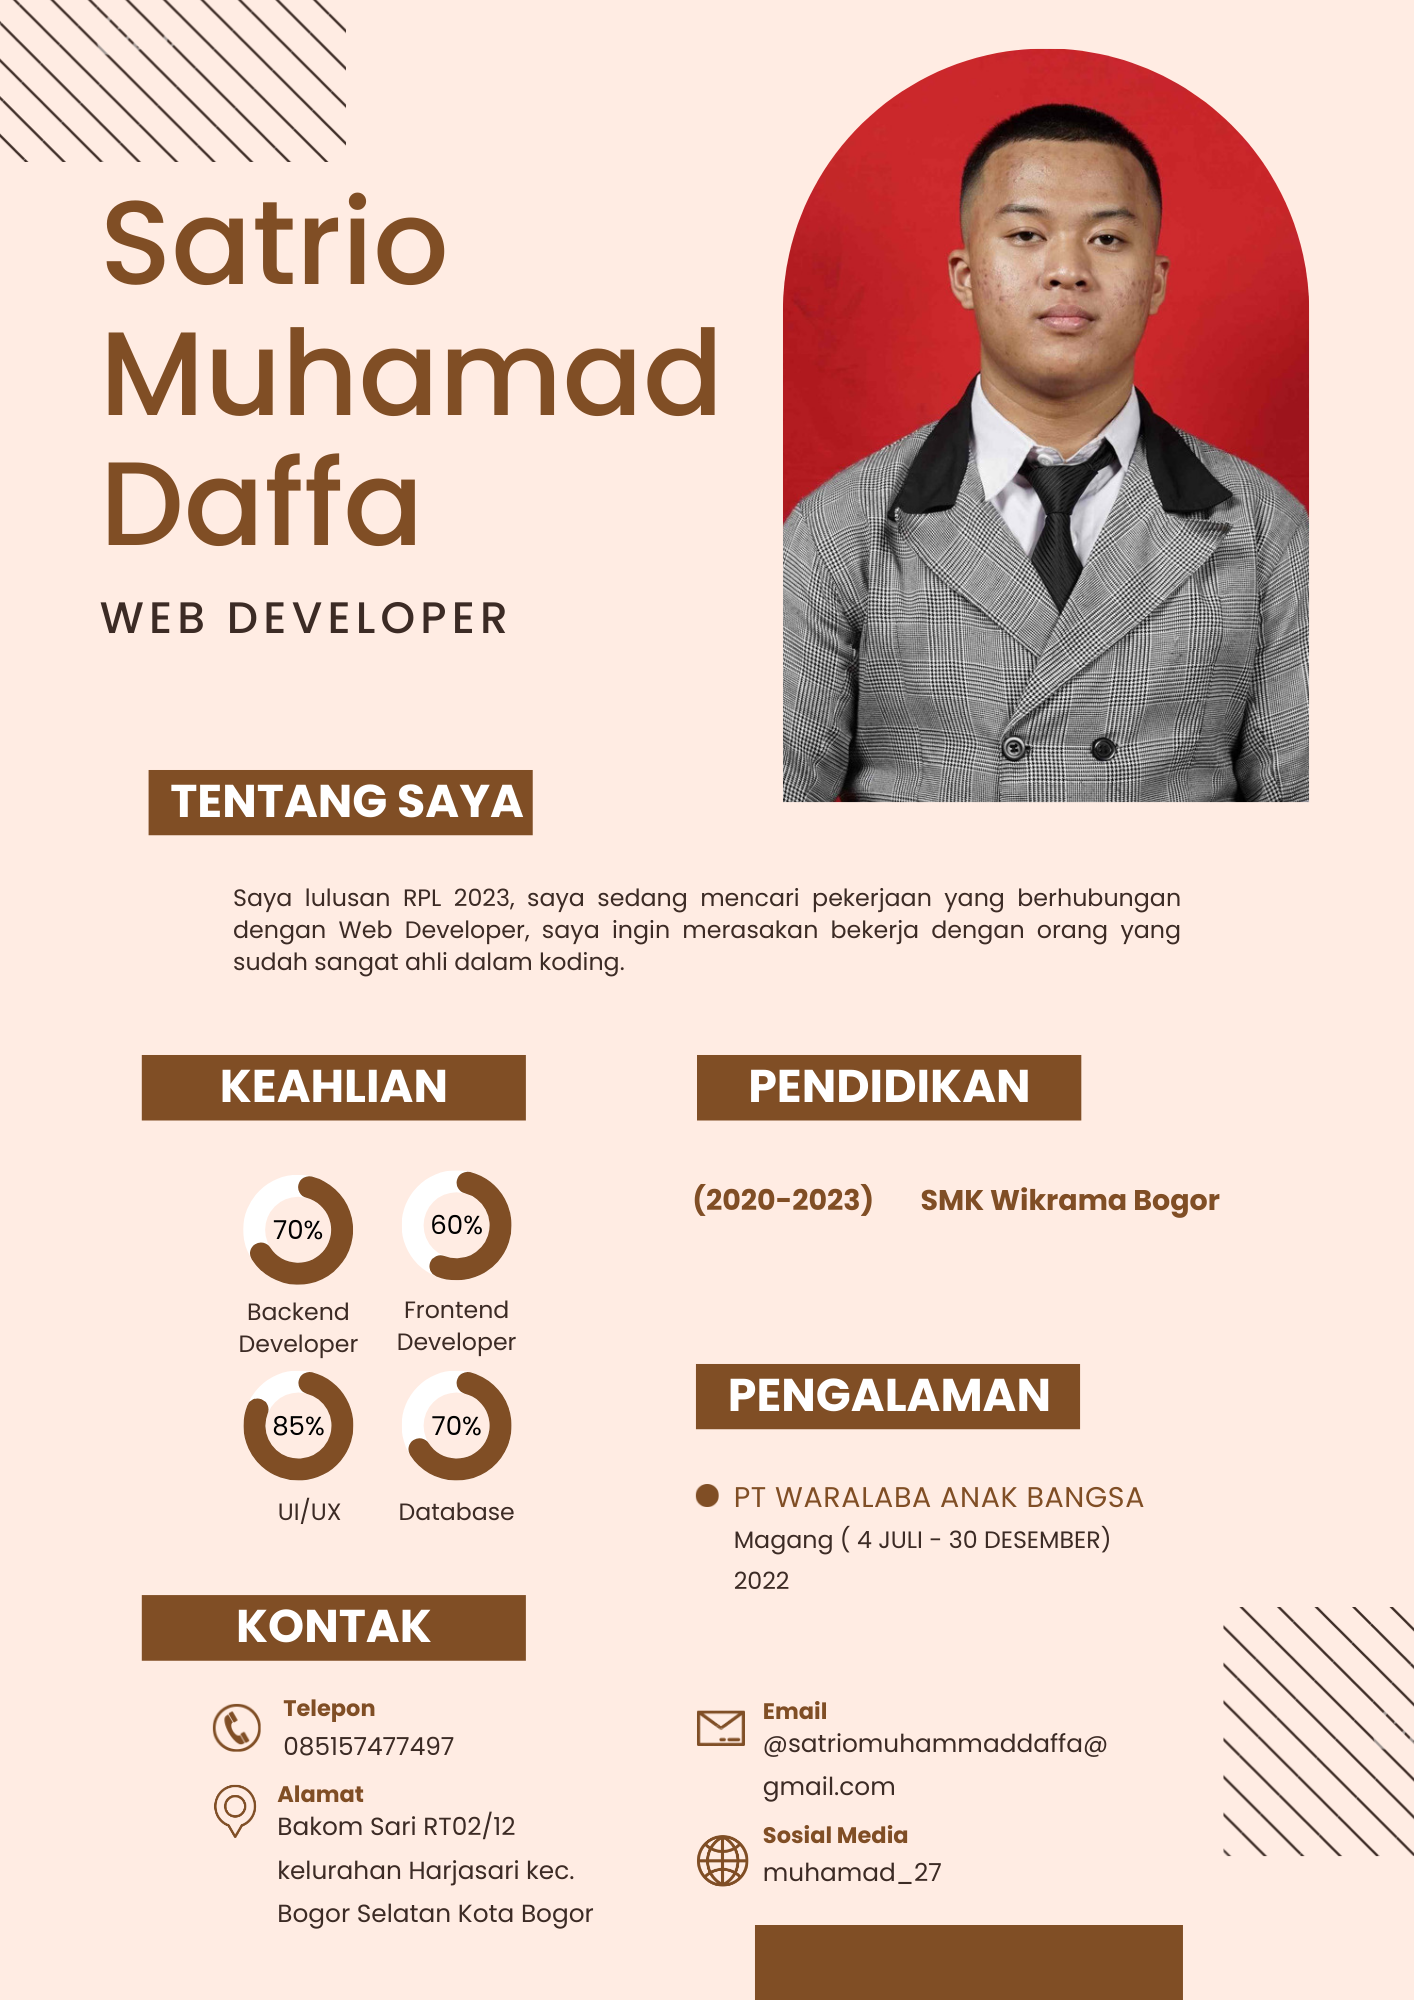 Satrio
Muhamad
Daffa
WEB DEVELOPER
TENTANG SAYA
Saya lulusan RPL 2023, saya sedang mencari pekerjaan yang berhubungan
dengan Web Developer, saya ingin merasakan bekerja dengan orang yang
sudah sangat ahli dalam koding.
KEAHLIAN
70%
60%
Backend
Developer
Frontend
Developer
85%
70%
UI/UX
Database
PENDIDIKAN
(2020-2023) SMK Wikrama Bogor
PENGALAMAN
PT WARALABA ANAK BANGSA
Magang ( 4 JULI - 30 DESEMBER)
2022
KONTAK
Telepon
085157477497
Alamat
Bakom Sari RT02/12
kelurahan Harjasari kec.
Bogor Selatan Kota Bogor
Email
@satriomuhammaddaffa@
gmail.com
Sosial Media
muhamad_27